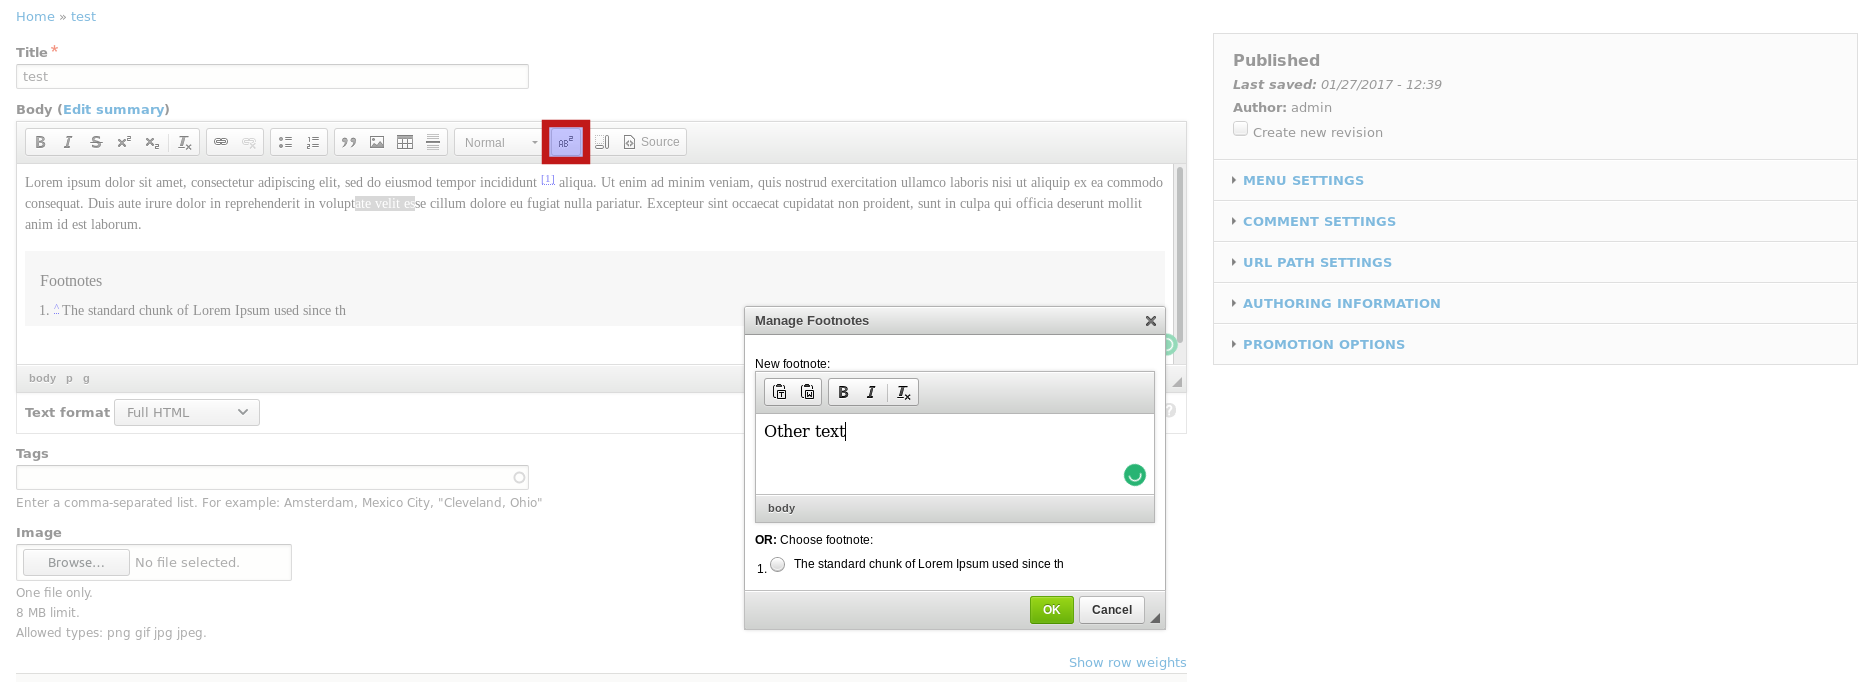 Home » test
Title *
test
Body (Edit summary)
B I S x² x₂ Tx Normal AB² Source
Lorem ipsum dolor sit amet, consectetur adipiscing elit, sed do eiusmod tempor incididunt [1] aliqua. Ut enim ad minim veniam, quis nostrud exercitation ullamco laboris nisi ut aliquip ex ea commodo
consequat. Duis aute irure dolor in reprehenderit in voluptate velit esse cillum dolore eu fugiat nulla pariatur. Excepteur sint occaecat cupidatat non proident, sunt in culpa qui officia deserunt mollit
anim id est laborum.
Footnotes
1. ^ The standard chunk of Lorem Ipsum used since th
body p g
Text format Full HTML
?
Tags
Enter a comma-separated list. For example: Amsterdam, Mexico City, "Cleveland, Ohio"
Image
Browse... No file selected.
One file only.
8 MB limit.
Allowed types: png gif jpg jpeg.
Show row weights
Manage Footnotes
New footnote:
B I Tx
Other text
body
OR: Choose footnote:
1. The standard chunk of Lorem Ipsum used since th
OK Cancel
Published
Last saved: 01/27/2017 - 12:39
Author: admin
Create new revision
MENU SETTINGS
COMMENT SETTINGS
URL PATH SETTINGS
AUTHORING INFORMATION
PROMOTION OPTIONS